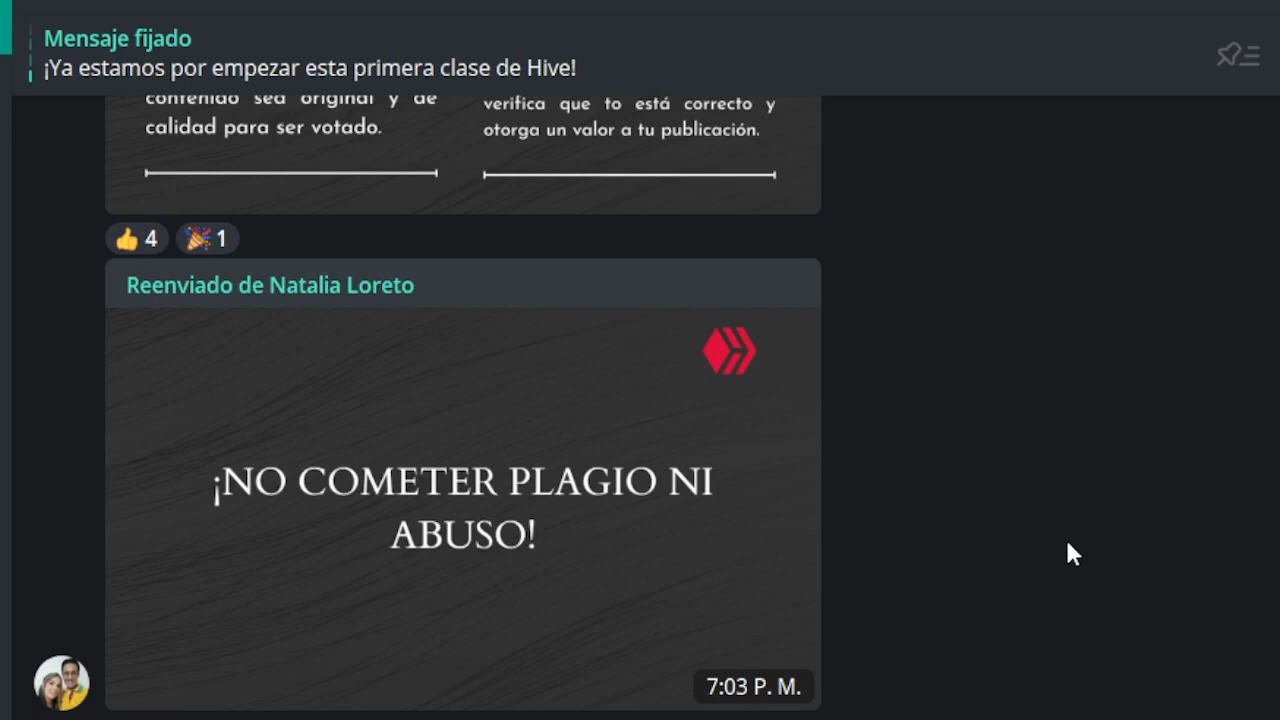 Mensaje fijado
¡Ya estamos por empezar esta primera clase de Hive!
contenido sea original y de
calidad para ser votado.
verifica que to está correcto y
otorga un valor a tu publicación.
4
1
Reenviado de Natalia Loreto
¡NO COMETER PLAGIO NI
ABUSO!
7:03 P. M.